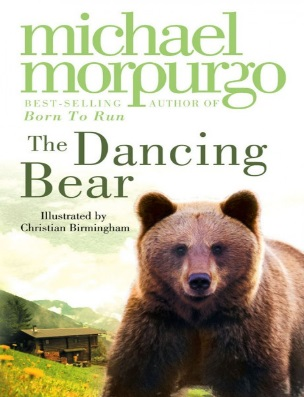 michael
morpurgo
BEST-SELLING AUTHOR OF
Born To Run
The Dancing
Bear
Illustrated by
Christian Birmingham